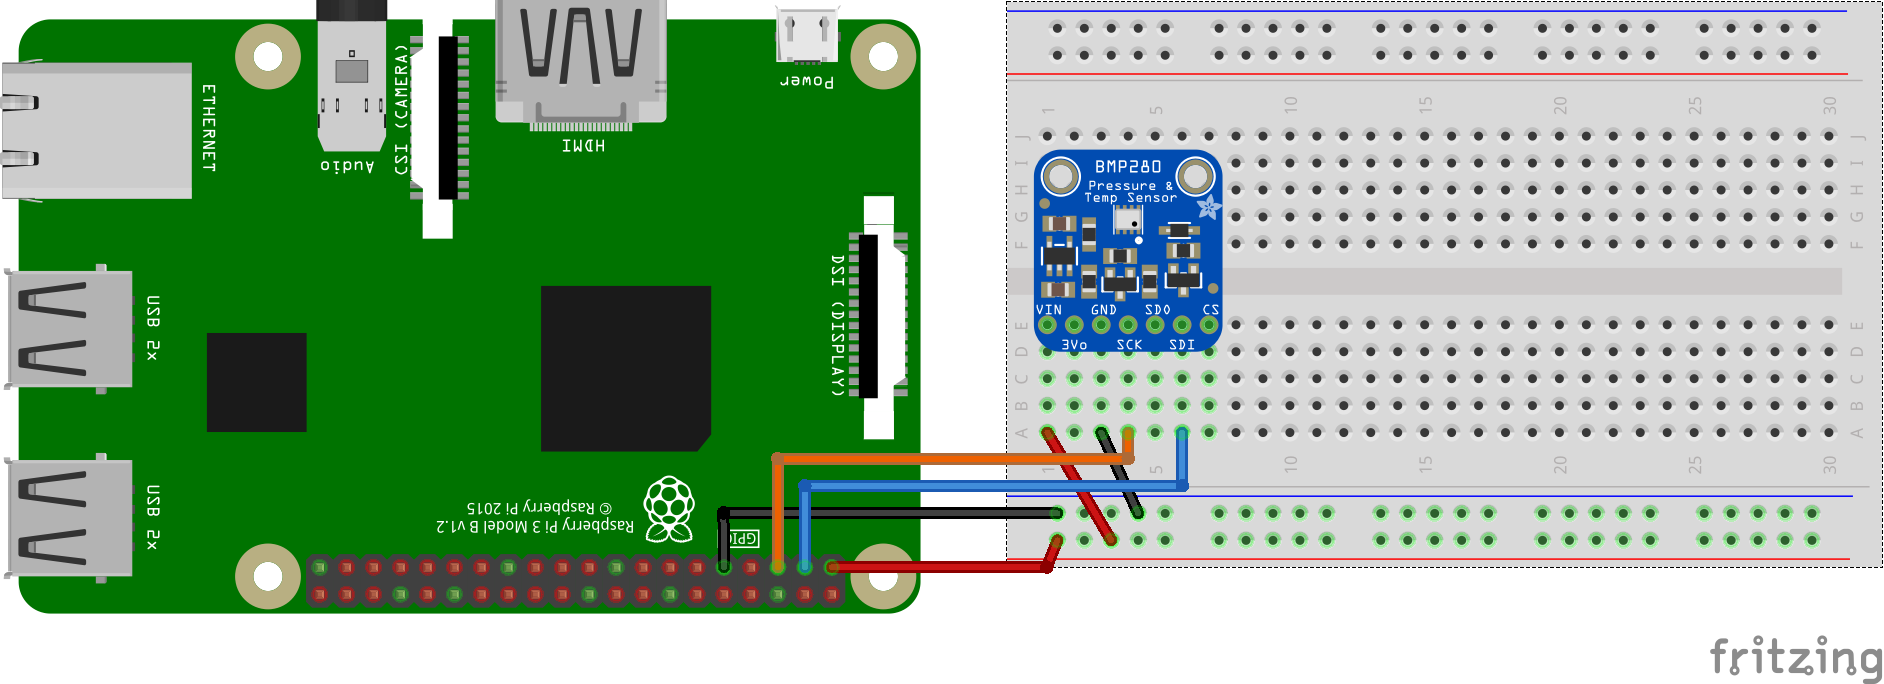 ETHERNET
Audio
CSI (CAMERA)
HDMI
Power
DSI (DISPLAY)
USB 2x
USB 2x
© Raspberry Pi 2015
Raspberry Pi 3 Model B v1.2
GPIO
1 5 10 15 20 25 30
J J
I I
H H
G G
F F
BMP280
Pressure &
Temp Sensor
VIN GND SDO CS
3Vo SCK SDI
E E
D D
C C
B B
A A
5 10 15 20 25 30
fritzing